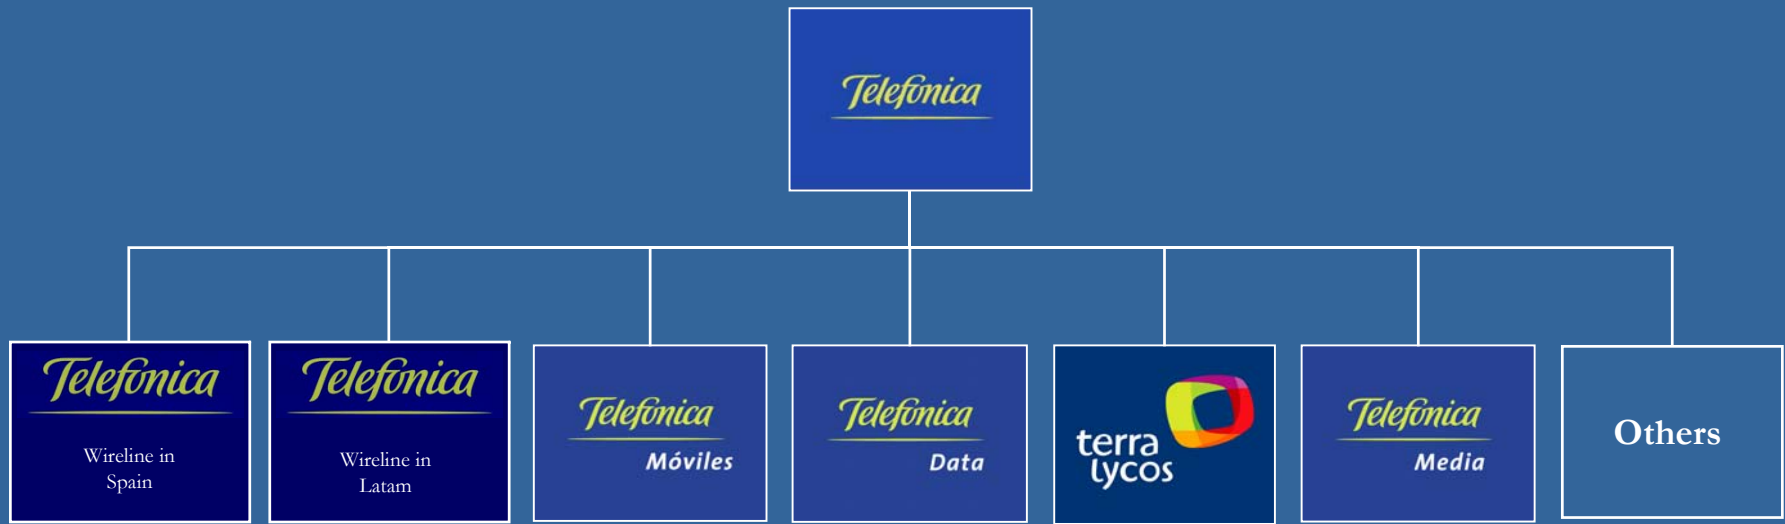 Telefónica
Telefónica
Wireline in
Spain
Telefónica
Wireline in
Latam
Telefónica
Móviles
Telefónica
Data
terra
lycos
Telefónica
Media
Others